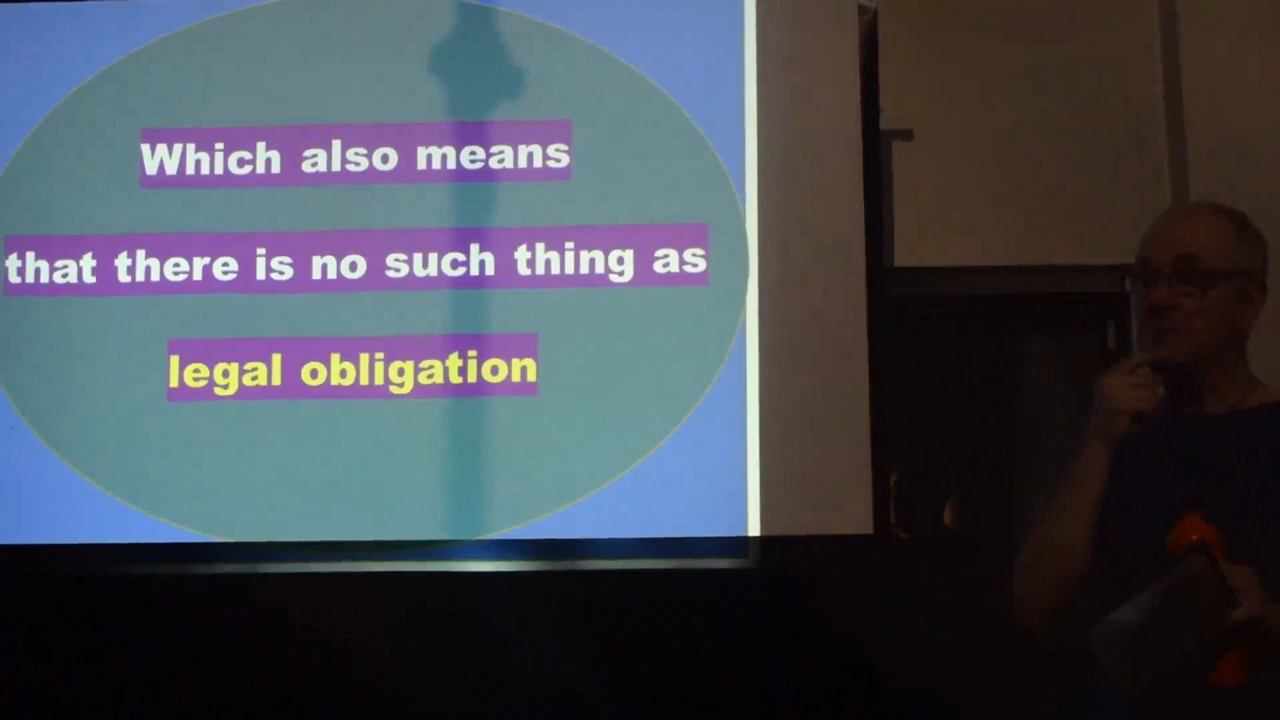 Which also means
that there is no such thing as
legal obligation